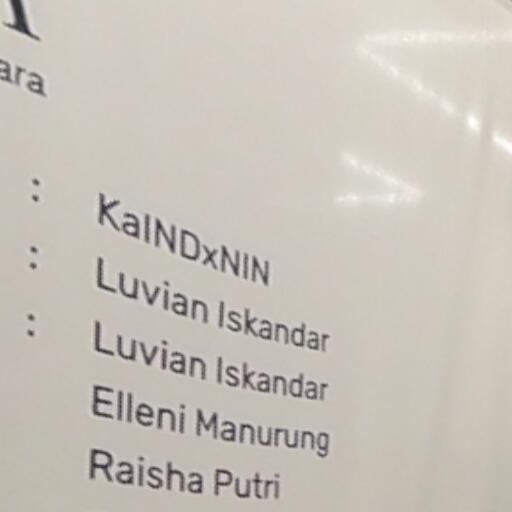 ara
: KaINDxNIN
: Luvian Iskandar
: Luvian Iskandar
Elleni Manurung
Raisha Putri